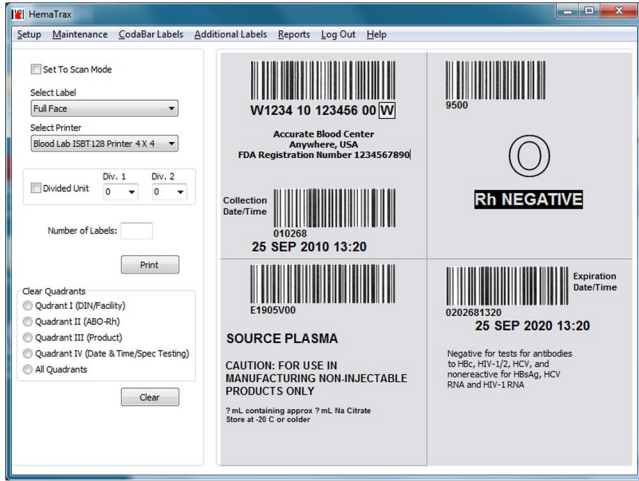 HemaTrax
Setup Maintenance CodaBar Labels Additional Labels Reports Log Out Help
Set To Scan Mode
Select Label
Full Face
Select Printer
Blood Lab ISBT 128 Printer 4 X 4
Div. 1 Div. 2
Divided Unit 0 0
Number of Labels:
Print
Clear Quadrants
Qudrant I (DIN/Facility)
Quadrant II (ABO-Rh)
Quadrant III (Product)
Quadrant IV (Date & Time/Spec Testing)
All Quadrants
Clear
W1234 10 123456 00 W
Accurate Blood Center
Anywhere, USA
FDA Registration Number 1234567890
Collection
Date/Time
010268
25 SEP 2010 13:20
9500
O
Rh NEGATIVE
E1905V00
SOURCE PLASMA
CAUTION: FOR USE IN
MANUFACTURING NON-INJECTABLE
PRODUCTS ONLY
? mL containing approx ? mL Na Citrate
Store at -20 C or colder
Expiration
Date/Time
0202681320
25 SEP 2020 13:20
Negative for tests for antibodies
to HBc, HIV-1/2, HCV, and
nonereactive for HBsAg, HCV
RNA and HIV-1 RNA